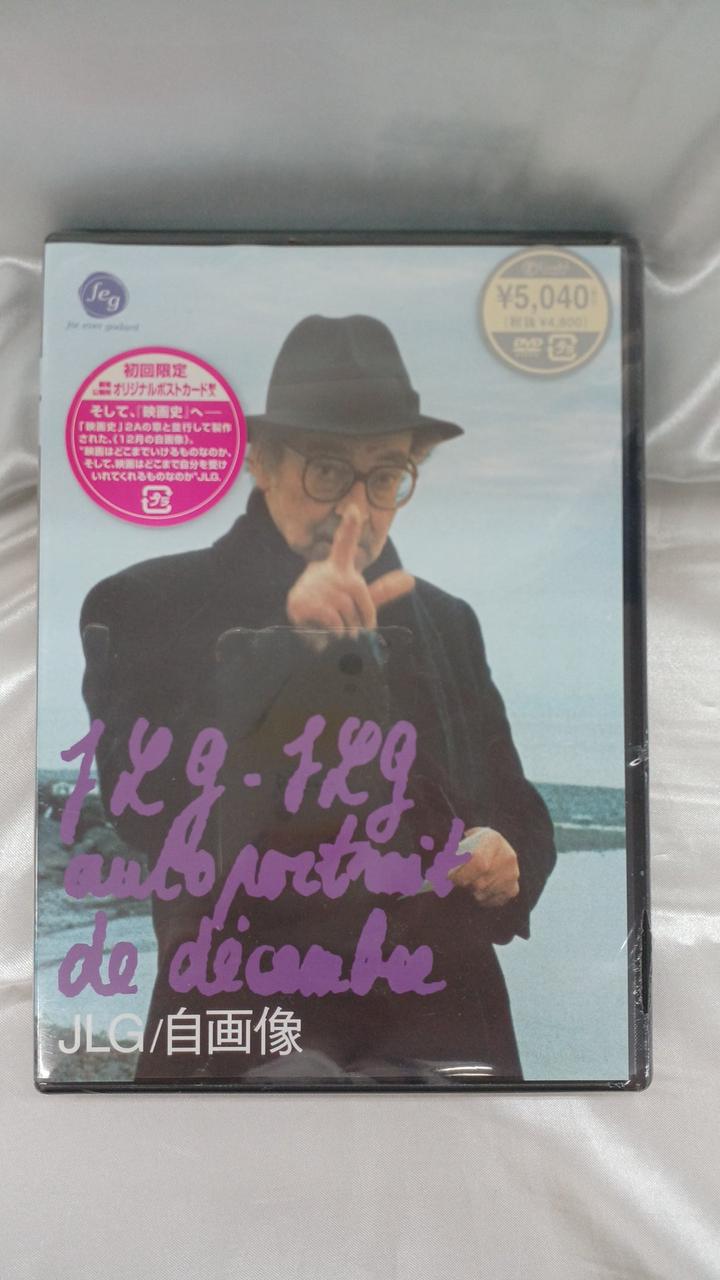 feg
for ever godard
¥5,040
(税抜 ¥4,800)
DVD
初回限定
オリジナルポストカード
そして、『映画史』へ──
「映画史」2Aの章と並行して製作
された、《12月の自画像》。
"映画はどこまでいけるものなのか、
そして、映画はどこまで自分を受け
いれてくれるものなのか"JLG.
JLG-JLG
autoportrait
de décembre
JLG/自画像